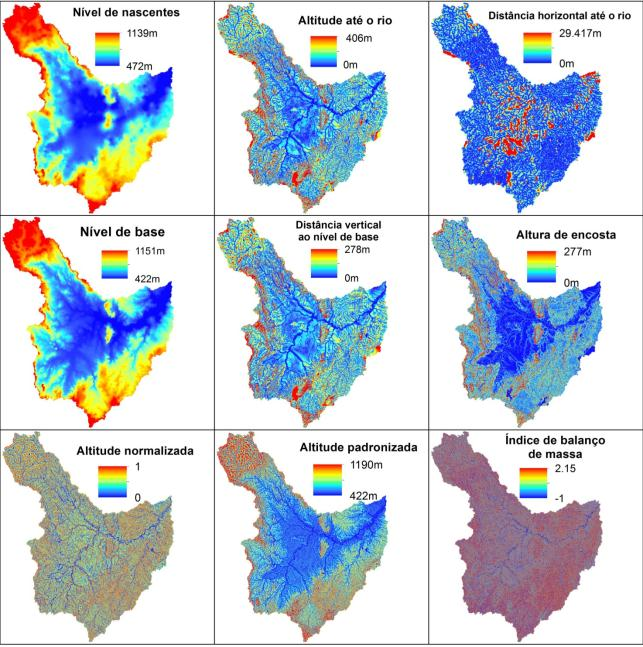 Nível de nascentes
1139m
472m
Altitude até o rio
406m
0m
Distância horizontal até o rio
29.417m
0m
Nível de base
1151m
422m
Distância vertical
ao nível de base
278m
0m
Altura de encosta
277m
0m
Altitude normalizada
1
0
Altitude padronizada
1190m
422m
Índice de balanço
de massa
2.15
-1